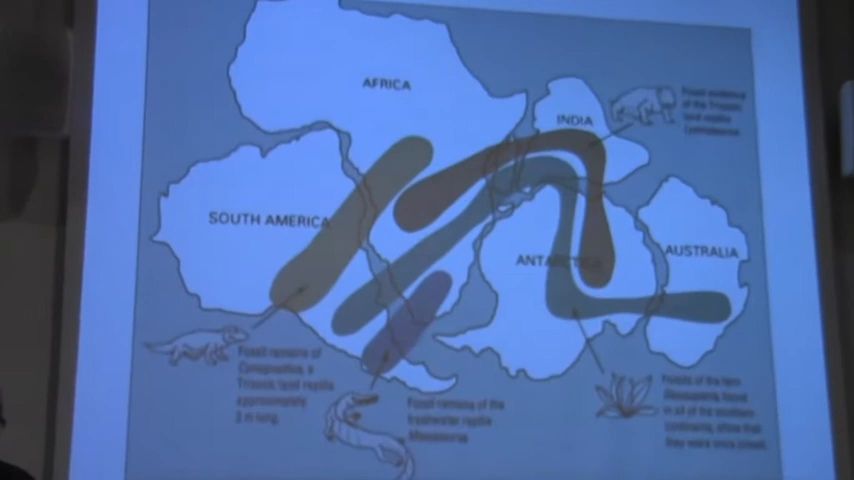 AFRICA
INDIA
Fossil evidence
of the Triassic
land reptile
Lystrosaurus
SOUTH AMERICA
ANTARCTICA
AUSTRALIA
Fossil remains of
Cynognathus, a
Triassic land reptile
approximately
3 m long.
Fossil remains of the
freshwater reptile
Mesosaurus
Fossils of the fern
Glossopteris, found
in all of the southern
continents, show that
they were once joined.